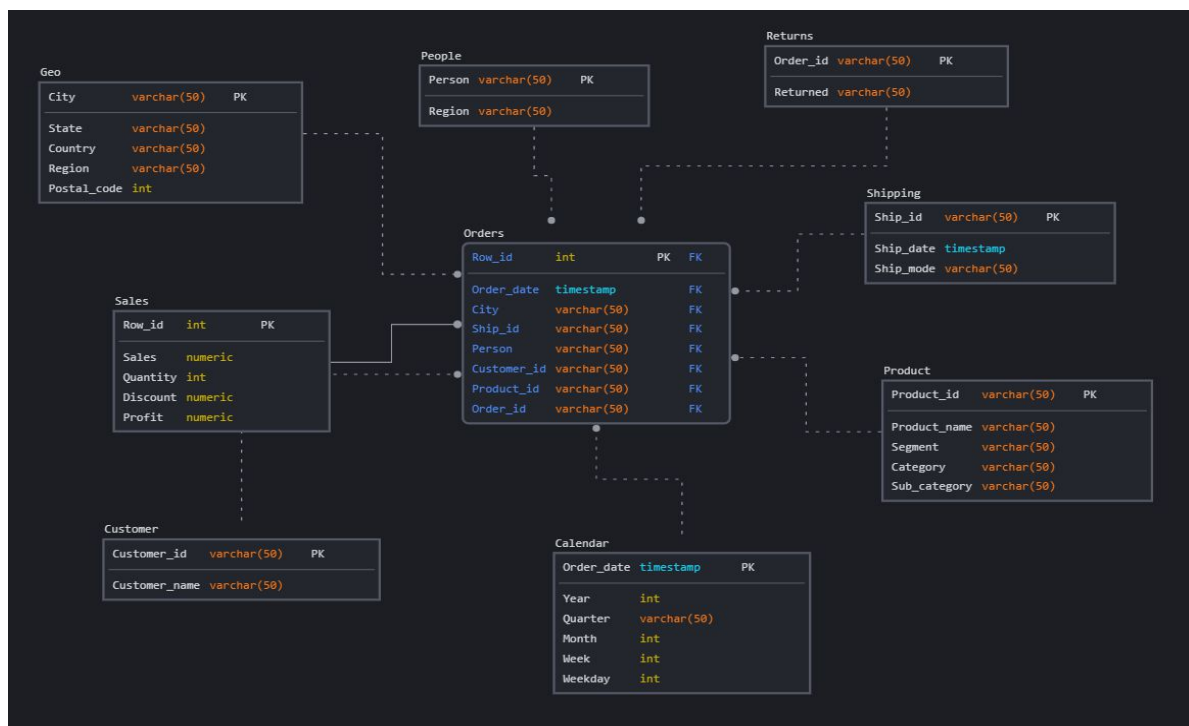 Geo
City varchar(50) PK
State varchar(50)
Country varchar(50)
Region varchar(50)
Postal_code int
People
Person varchar(50) PK
Region varchar(50)
Returns
Order_id varchar(50) PK
Returned varchar(50)
Shipping
Ship_id varchar(50) PK
Ship_date timestamp
Ship_mode varchar(50)
Orders
Row_id int PK FK
Order_date timestamp FK
City varchar(50) FK
Ship_id varchar(50) FK
Person varchar(50) FK
Customer_id varchar(50) FK
Product_id varchar(50) FK
Order_id varchar(50) FK
Sales
Row_id int PK
Sales numeric
Quantity int
Discount numeric
Profit numeric
Product
Product_id varchar(50) PK
Product_name varchar(50)
Segment varchar(50)
Category varchar(50)
Sub_category varchar(50)
Customer
Customer_id varchar(50) PK
Customer_name varchar(50)
Calendar
Order_date timestamp PK
Year int
Quarter varchar(50)
Month int
Week int
Weekday int